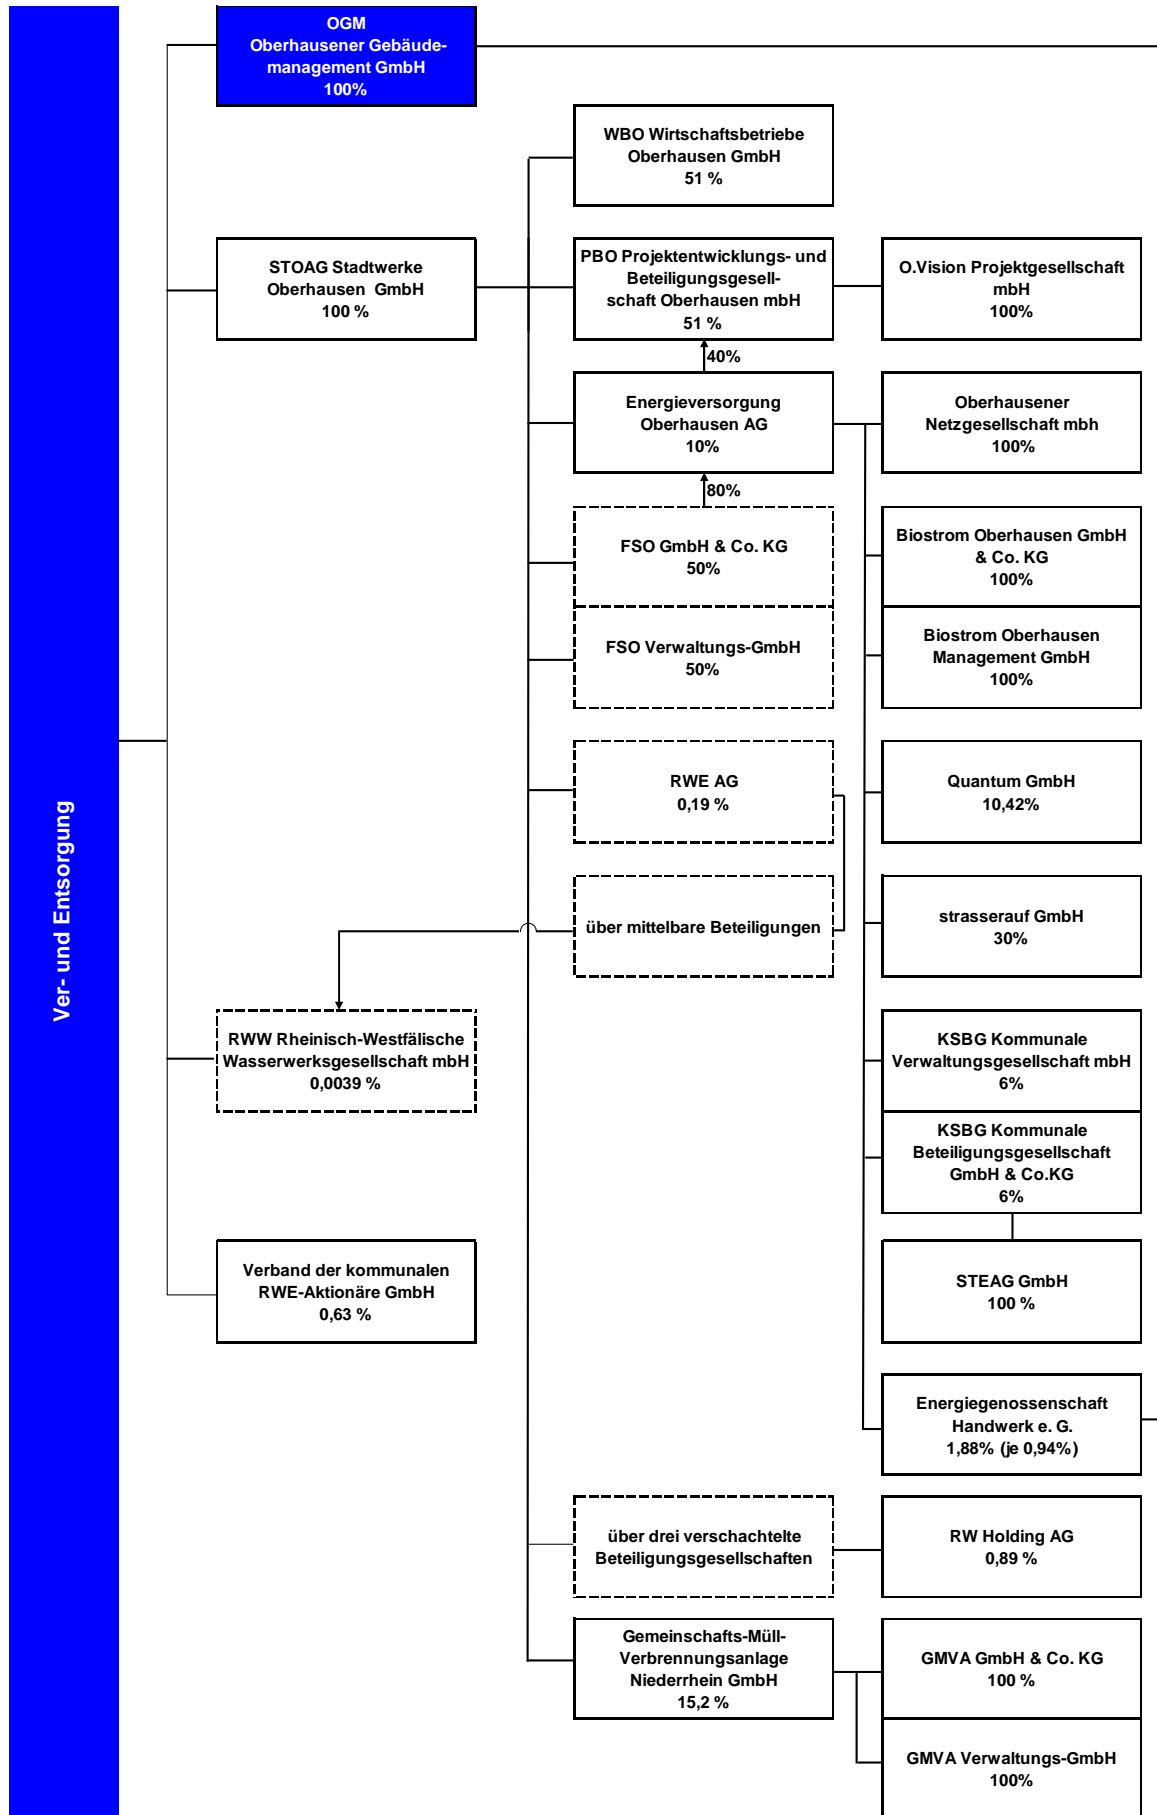 Ver- und Entsorgung
OGM
Oberhausener Gebäude-
management GmbH
100%
WBO Wirtschaftsbetriebe
Oberhausen GmbH
51 %
STOAG Stadtwerke
Oberhausen GmbH
100 %
PBO Projektentwicklungs- und
Beteiligungsgesell-
schaft Oberhausen mbH
51 %
O.Vision Projektgesellschaft
mbH
100%
40%
Energieversorgung
Oberhausen AG
10%
Oberhausener
Netzgesellschaft mbh
100%
80%
FSO GmbH & Co. KG
50%
Biostrom Oberhausen GmbH
& Co. KG
100%
FSO Verwaltungs-GmbH
50%
Biostrom Oberhausen
Management GmbH
100%
RWE AG
0,19 %
Quantum GmbH
10,42%
über mittelbare Beteiligungen
strasserauf GmbH
30%
RWW Rheinisch-Westfälische
Wasserwerksgesellschaft mbH
0,0039 %
KSBG Kommunale
Verwaltungsgesellschaft mbH
6%
KSBG Kommunale
Beteiligungsgesellschaft
GmbH & Co.KG
6%
Verband der kommunalen
RWE-Aktionäre GmbH
0,63 %
STEAG GmbH
100 %
Energiegenossenschaft
Handwerk e. G.
1,88% (je 0,94%)
über drei verschachtelte
Beteiligungsgesellschaften
RW Holding AG
0,89 %
Gemeinschafts-Müll-
Verbrennungsanlage
Niederrhein GmbH
15,2 %
GMVA GmbH & Co. KG
100 %
GMVA Verwaltungs-GmbH
100%